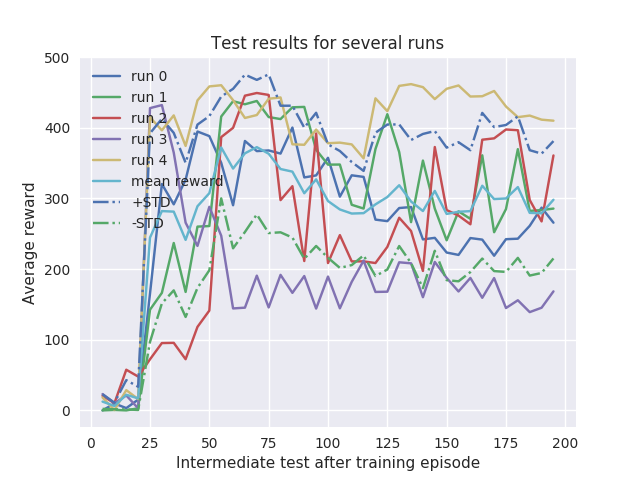 Test results for several runs
500
400
300
200
100
0
Average reward
run 0
run 1
run 2
run 3
run 4
mean reward
+$TD
-STD
0
25
50
75
100
125
150
175
200
Intermediate test after training episode